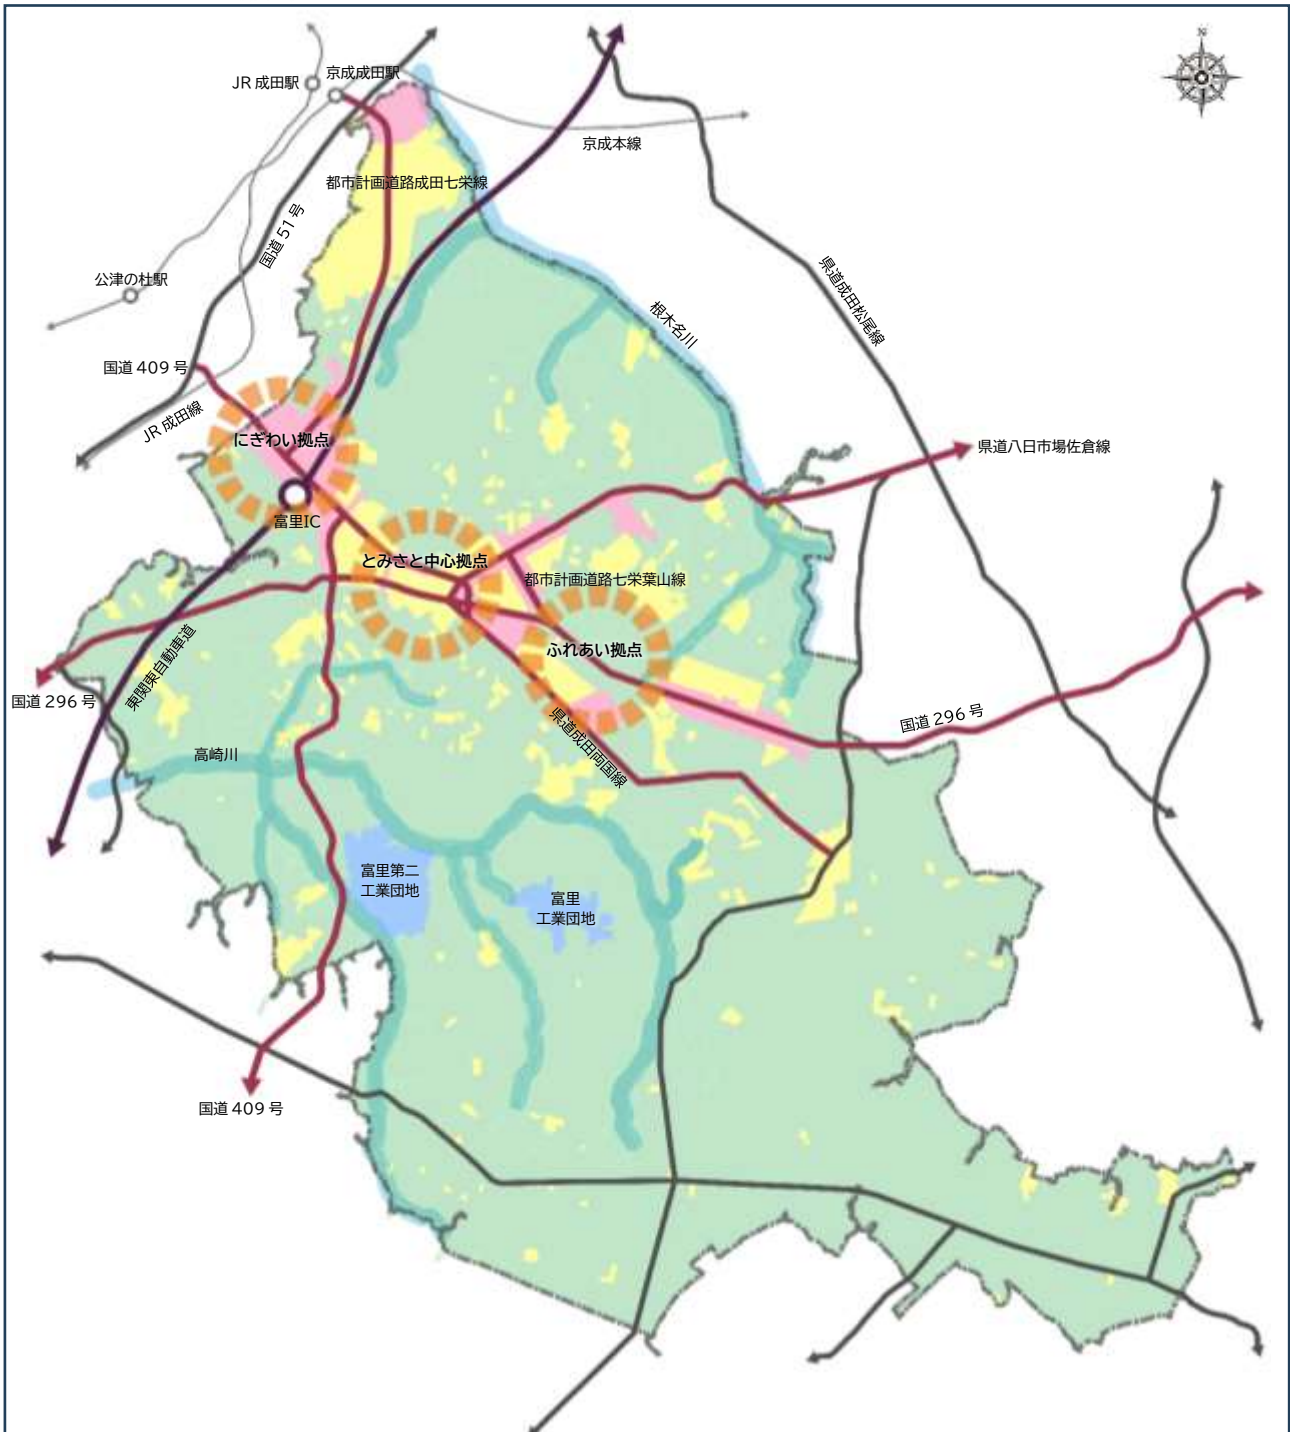 N
JR 成田駅
京成成田駅
京成本線
都市計画道路成田七栄線
国道 51 号
公津の杜駅
県道成田松尾線
根木名川
国道 409 号
JR 成田線
にぎわい拠点
県道八日市場佐倉線
富里IC
とみさと中心拠点
都市計画道路七栄葉山線
ふれあい拠点
東関東自動車道
国道 296 号
国道 296 号
県道成田両国線
高崎川
富里第二
工業団地
富里
工業団地
国道 409 号